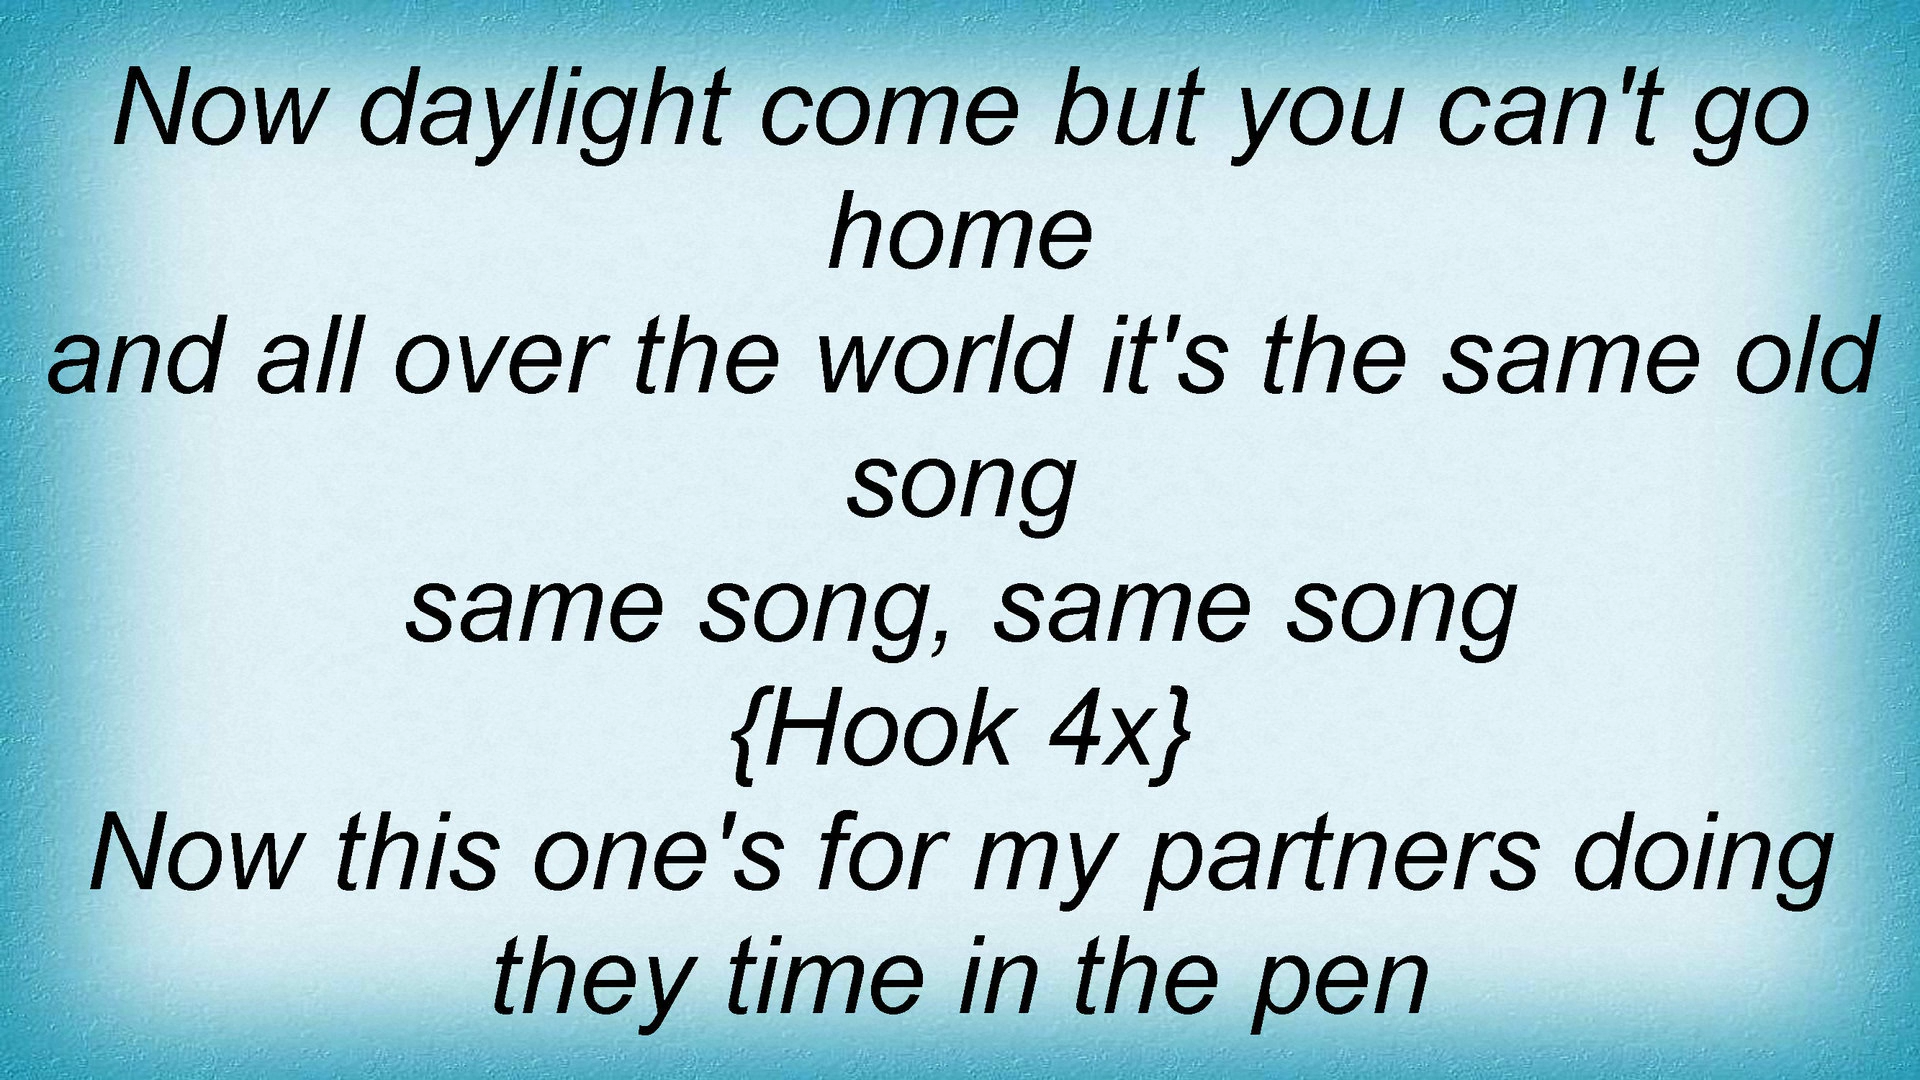 Now daylight come but you can't go
home
and all over the world it's the same old
song
same song, same song
{Hook 4x}
Now this one's for my partners doing
they time in the pen